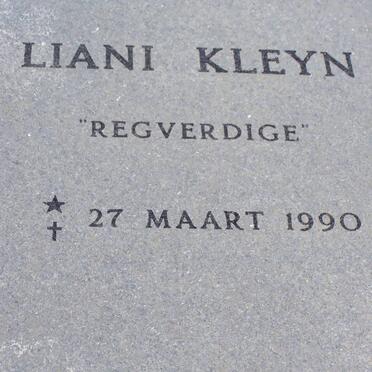 LIANI KLEYN
"REGVERDIGE"
★ † 27 MAART 1990